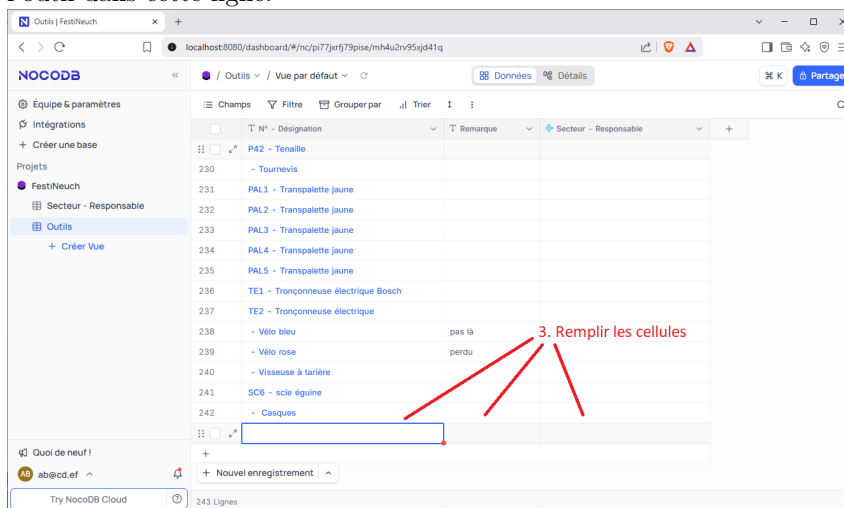 Outils | FestiNeuch
localhost:8080/dashboard/#/nc/pi77jxrfj79pise/mh4u2rv95xjd41q
NOCODB
/ Outils / Vue par défaut
Données Détails
⌘ K Partage
Équipe & paramètres
Champs Filtre Grouper par Trier
Intégrations
Créer une base
N° - Désignation Remarque Secteur - Responsable
P42 - Tenaille
Projets
230 - Tournevis
FestiNeuch
231 PAL1 - Transpalette jaune
Secteur - Responsable
232 PAL2 - Transpalette jaune
Outils
233 PAL3 - Transpalette jaune
+ Créer Vue
234 PAL4 - Transpalette jaune
235 PAL5 - Transpalette jaune
236 TE1 - Tronçonneuse électrique Bosch
237 TE2 - Tronçonneuse électrique
238 - Vélo bleu pas là
3. Remplir les cellules
239 - Vélo rose perdu
240 - Visseuse à tarière
241 SC6 - scie éguine
242 - Casques
Quoi de neuf !
AB ab@cd.ef
+ Nouvel enregistrement
Try NocoDB Cloud
243 Lignes